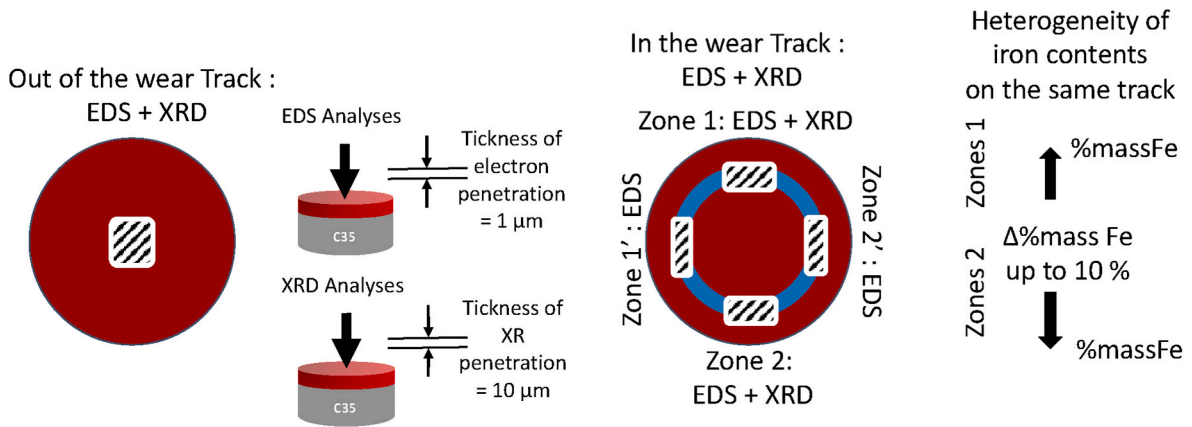 Out of the wear Track :
EDS + XRD
EDS Analyses
Tickness of
electron
penetration
= 1 µm
C35
XRD Analyses
Tickness of
XR
penetration
= 10 µm
C35
In the wear Track :
EDS + XRD
Zone 1: EDS + XRD
Zone 1’ : EDS
Zone 2’ : EDS
Zone 2:
EDS + XRD
Heterogeneity of
iron contents
on the same track
Zones 1
%massFe
Δ%mass Fe
up to 10 %
Zones 2
%massFe